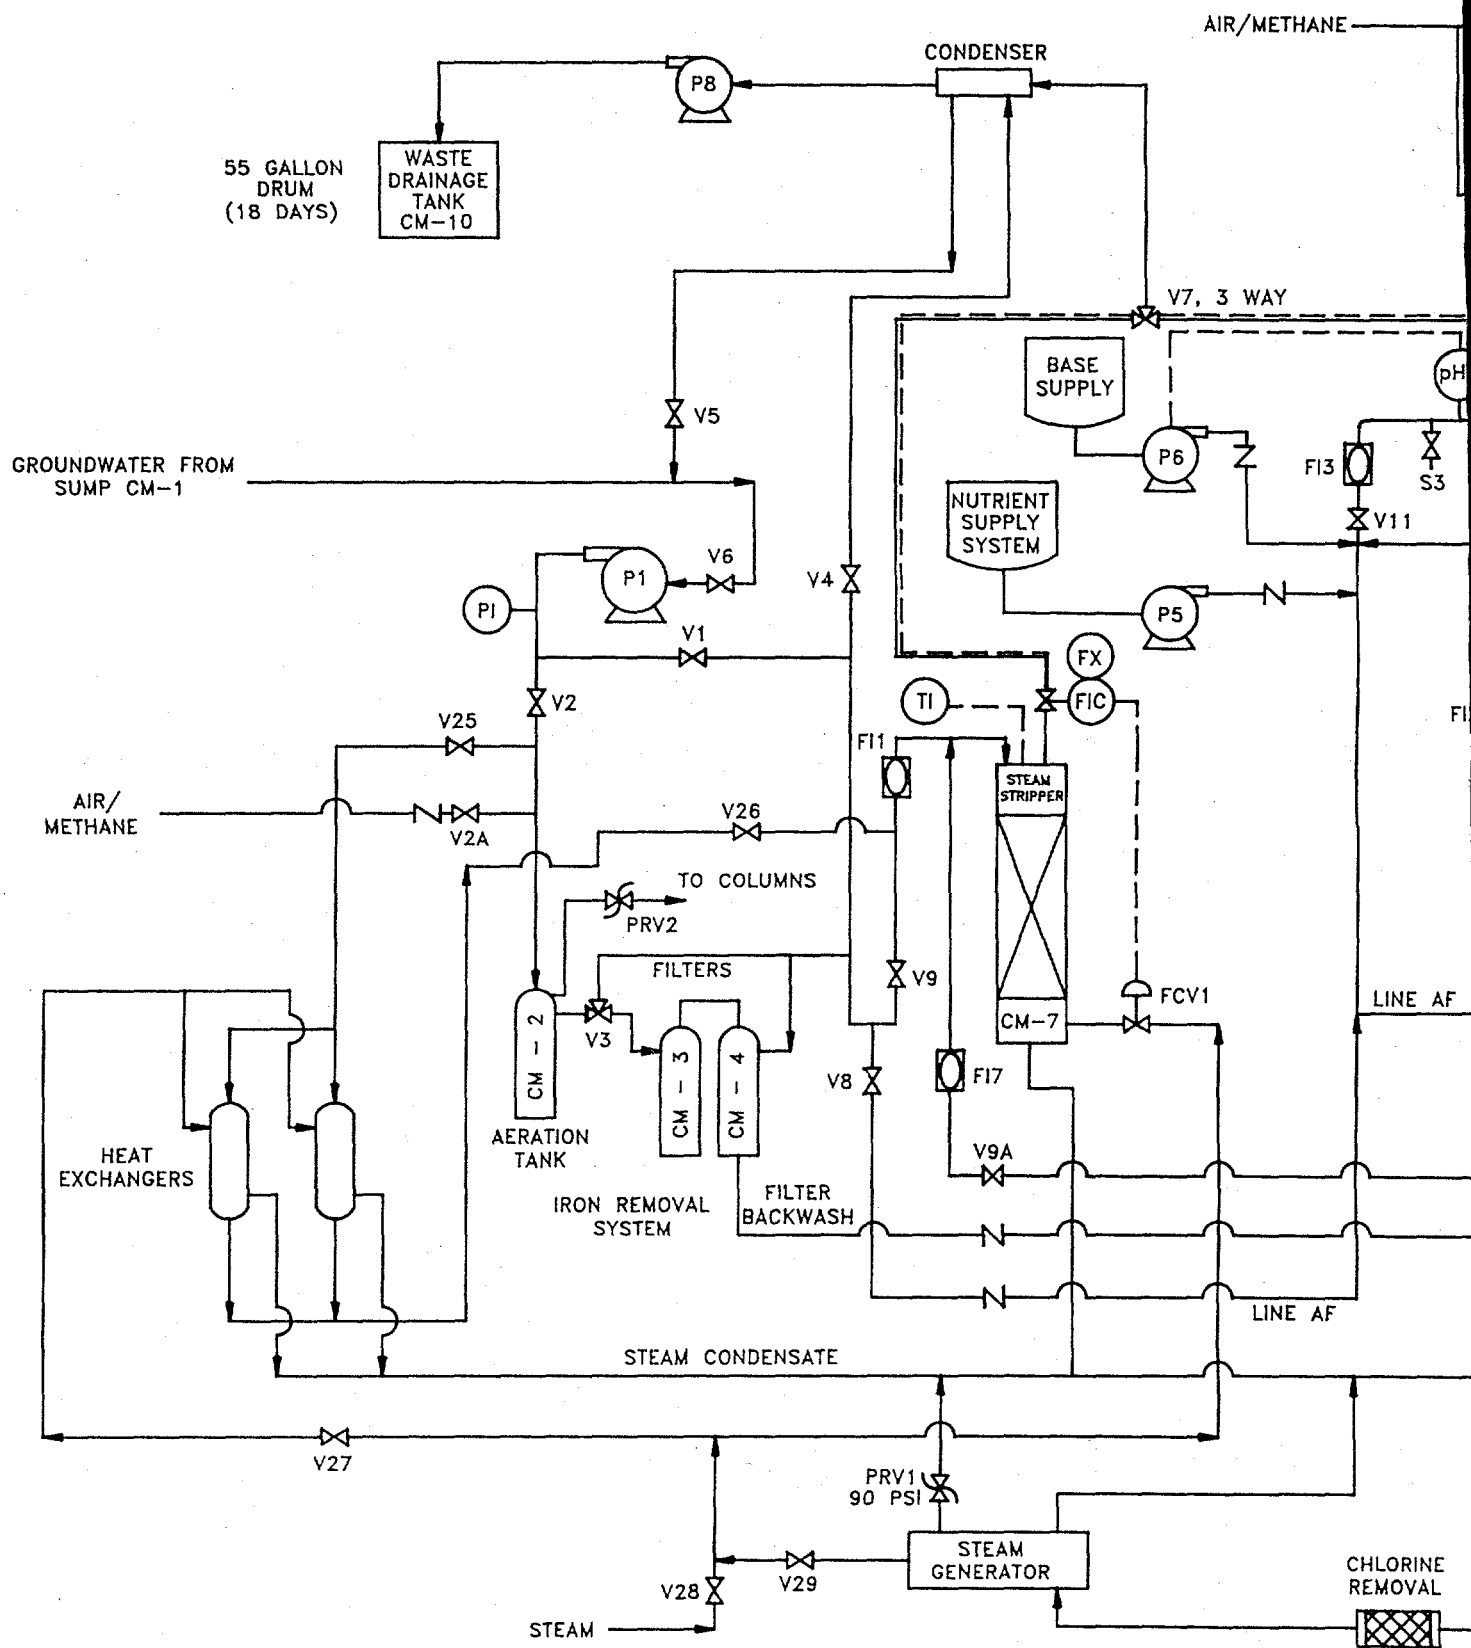 AIR/METHANE
CONDENSER
P8
WASTE
DRAINAGE
TANK
CM-10
55 GALLON
DRUM
(18 DAYS)
V7, 3 WAY
BASE
SUPPLY
pH
V5
P6
FI3
S3
GROUNDWATER FROM
SUMP CM-1
NUTRIENT
SUPPLY
SYSTEM
V11
V6
P1
V4
PI
P5
V1
FX
TI
FIC
V2
V25
FI1
STEAM
STRIPPER
AIR/
METHANE
V2A
V26
TO COLUMNS
PRV2
FILTERS
V9
FCV1
LINE AF
CM-7
CM - 2
V3
CM - 3
CM - 4
V8
FI7
AERATION
TANK
HEAT
EXCHANGERS
V9A
IRON REMOVAL
SYSTEM
FILTER
BACKWASH
LINE AF
STEAM CONDENSATE
V27
PRV1
90 PSI
STEAM
GENERATOR
V29
V28
STEAM
CHLORINE
REMOVAL